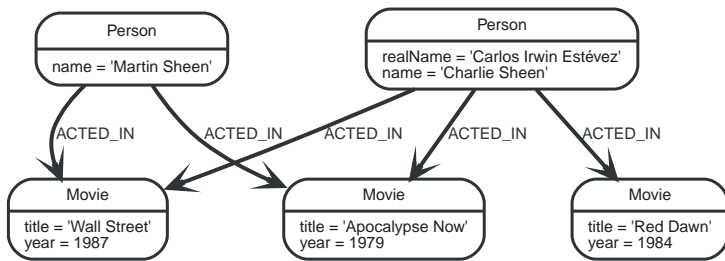 Person
name = 'Martin Sheen'
Person
realName = 'Carlos Irwin Estévez'
name = 'Charlie Sheen'
ACTED_IN
ACTED_IN
ACTED_IN
ACTED_IN
ACTED_IN
Movie
title = 'Wall Street'
year = 1987
Movie
title = 'Apocalypse Now'
year = 1979
Movie
title = 'Red Dawn'
year = 1984